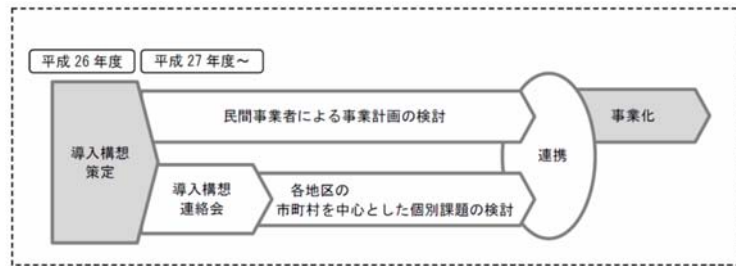 平成26年度
平成27年度～
民間事業者による事業計画の検討
事業化
導入構想
策定
連携
導入構想
連絡会
各地区の
市町村を中心とした個別課題の検討